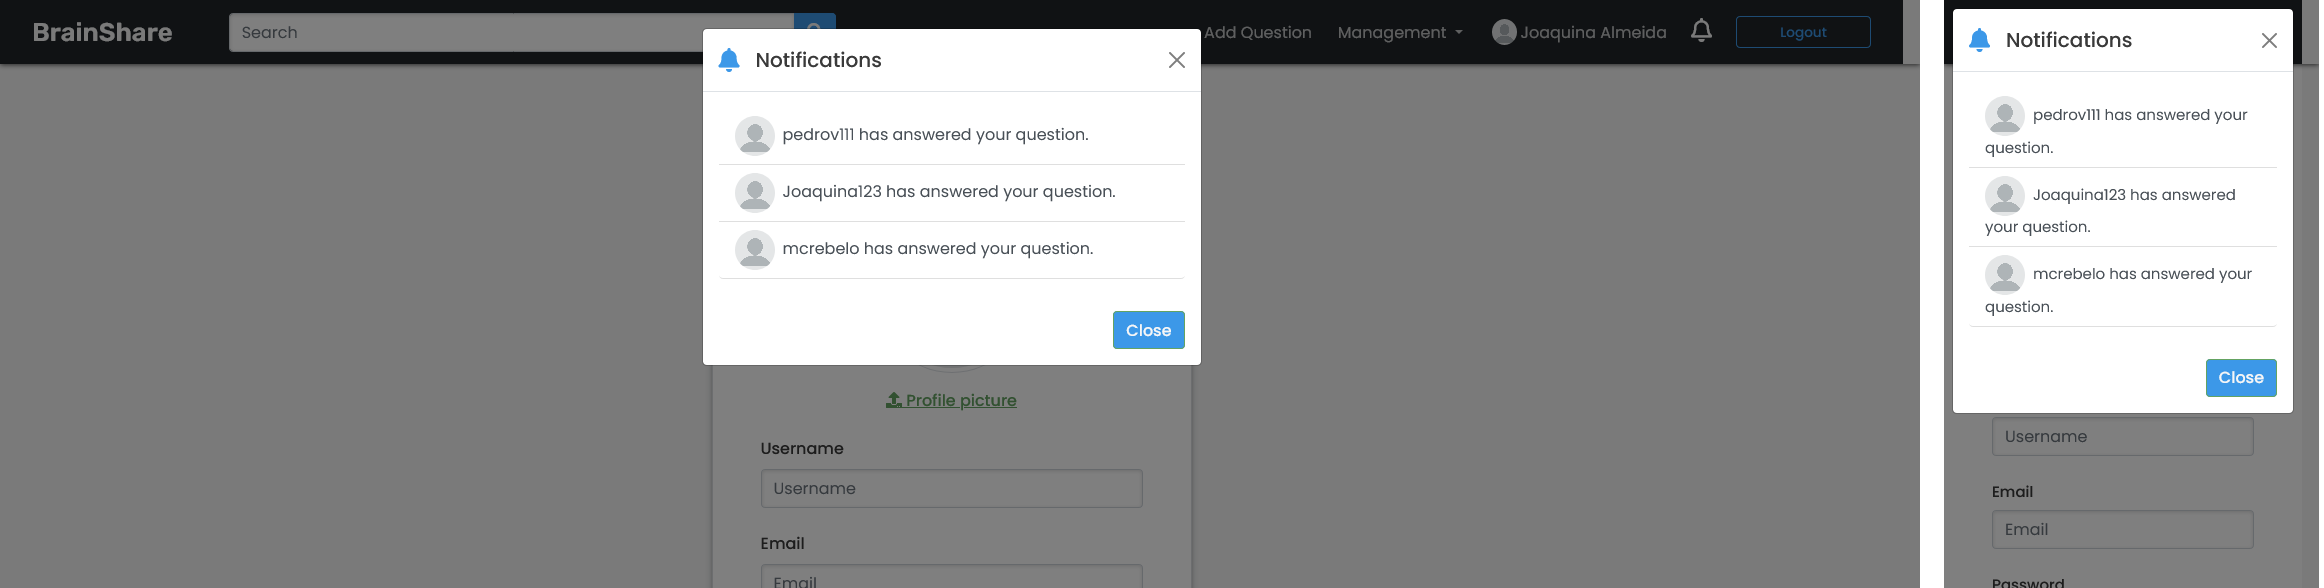 BrainShare
Search
Add Question
Management
Joaquina Almeida
Logout
Notifications
pedrov111 has answered your question.
Joaquina123 has answered your question.
mcrebelo has answered your question.
Close
Profile picture
Username
Username
Email
Email
Notifications
pedrov111 has answered your
question.
Joaquina123 has answered
your question.
mcrebelo has answered your
question.
Close
Username
Email
Email
Password